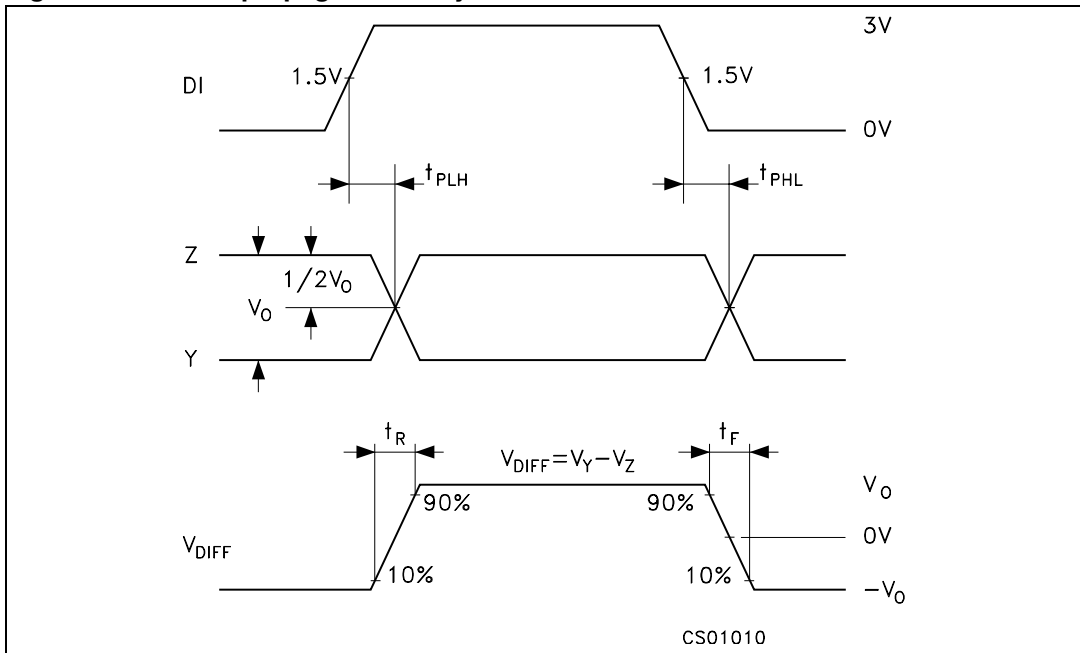 3V
DI
1.5V
1.5V
0V
tPLH
tPHL
Z
1/2VO
VO
Y
tR
tF
VDIFF=VY-VZ
VO
90%
90%
0V
VDIFF
10%
10%
-VO
CS01010